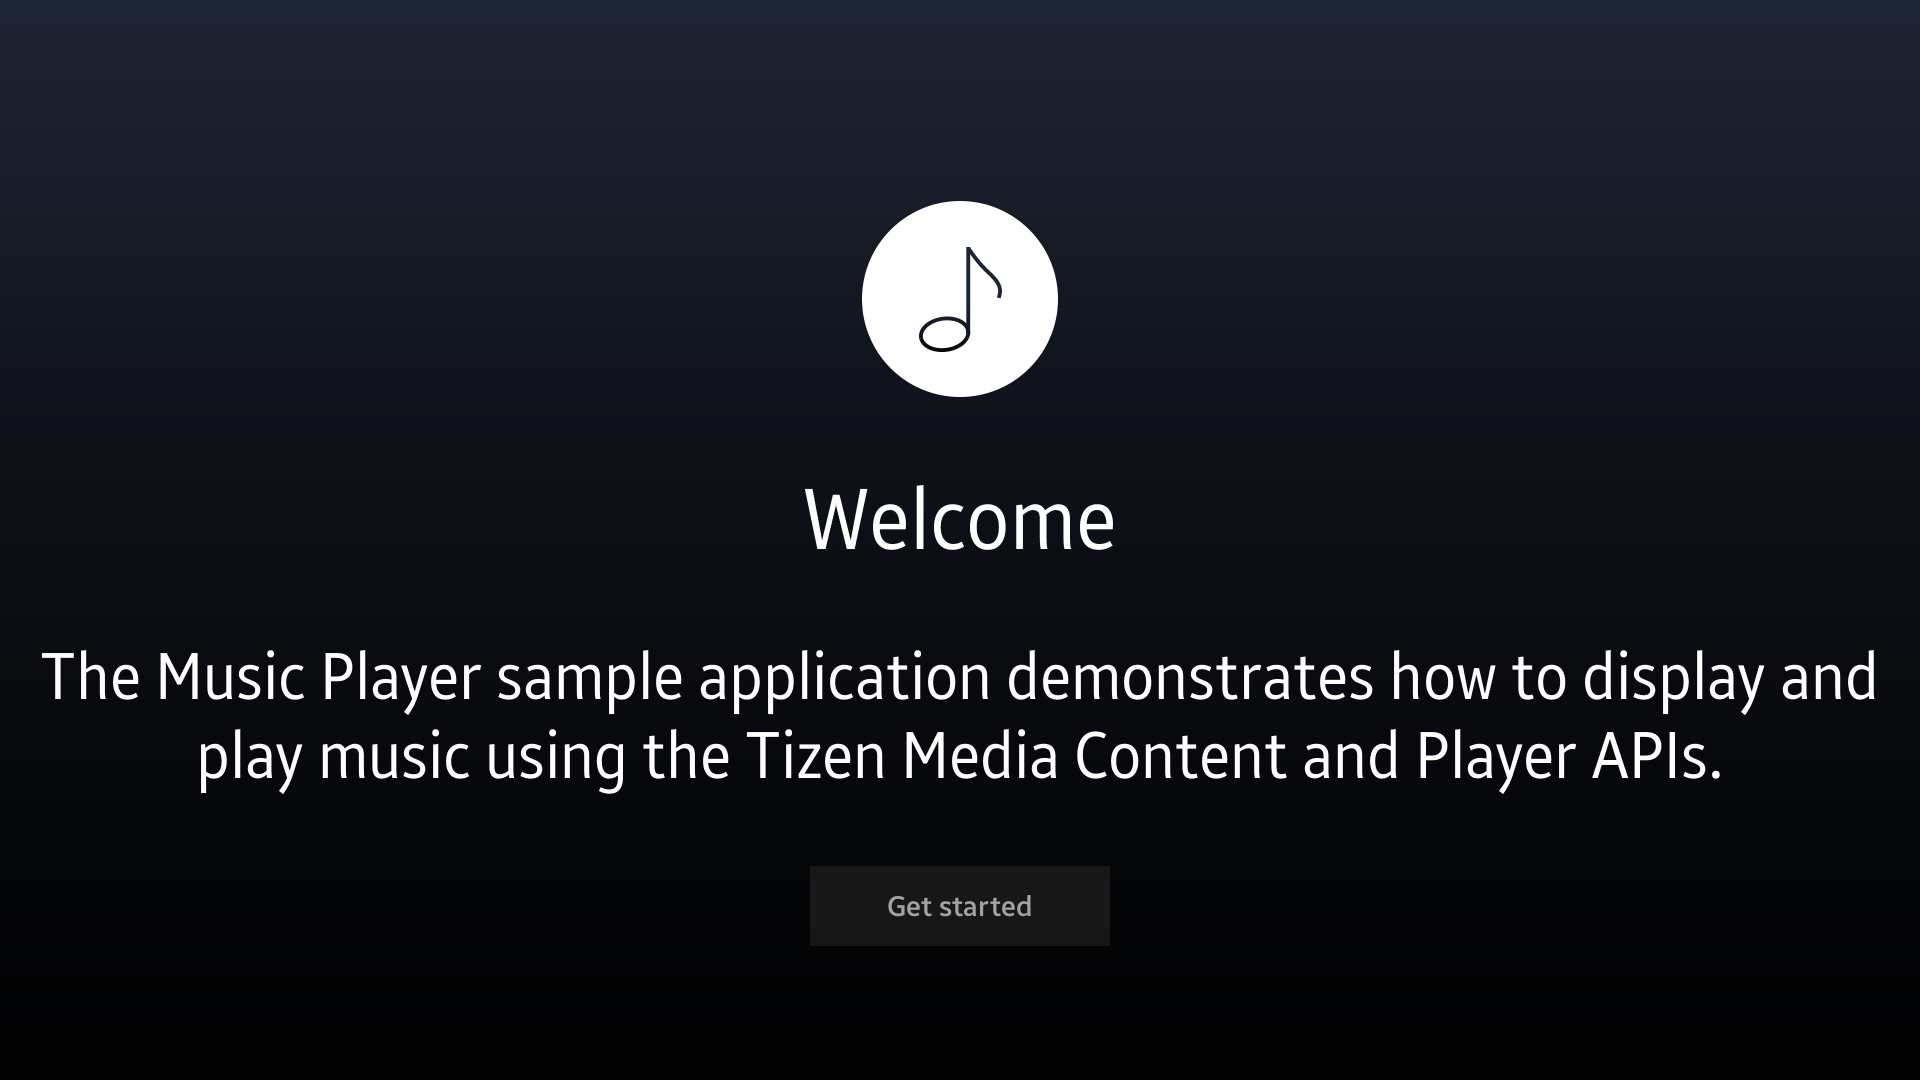 Welcome
The Music Player sample application demonstrates how to display and
play music using the Tizen Media Content and Player APIs.
Get started